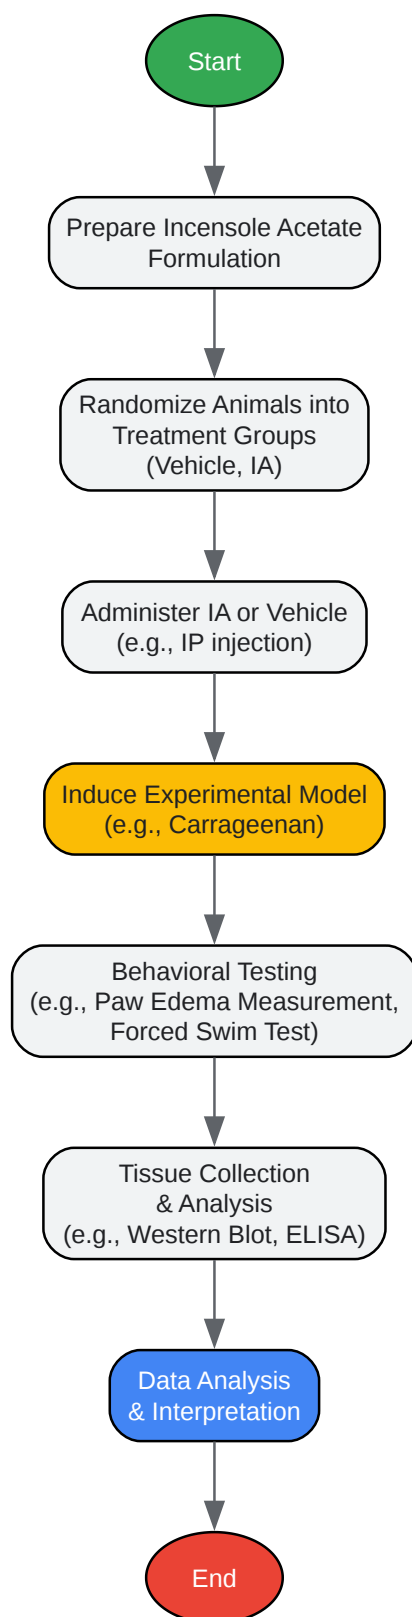 Start
Prepare Incensole Acetate
Formulation
Randomize Animals into
Treatment Groups
(Vehicle, IA)
Administer IA or Vehicle
(e.g., IP injection)
Induce Experimental Model
(e.g., Carrageenan)
Behavioral Testing
(e.g., Paw Edema Measurement,
Forced Swim Test)
Tissue Collection
& Analysis
(e.g., Western Blot, ELISA)
Data Analysis
& Interpretation
End